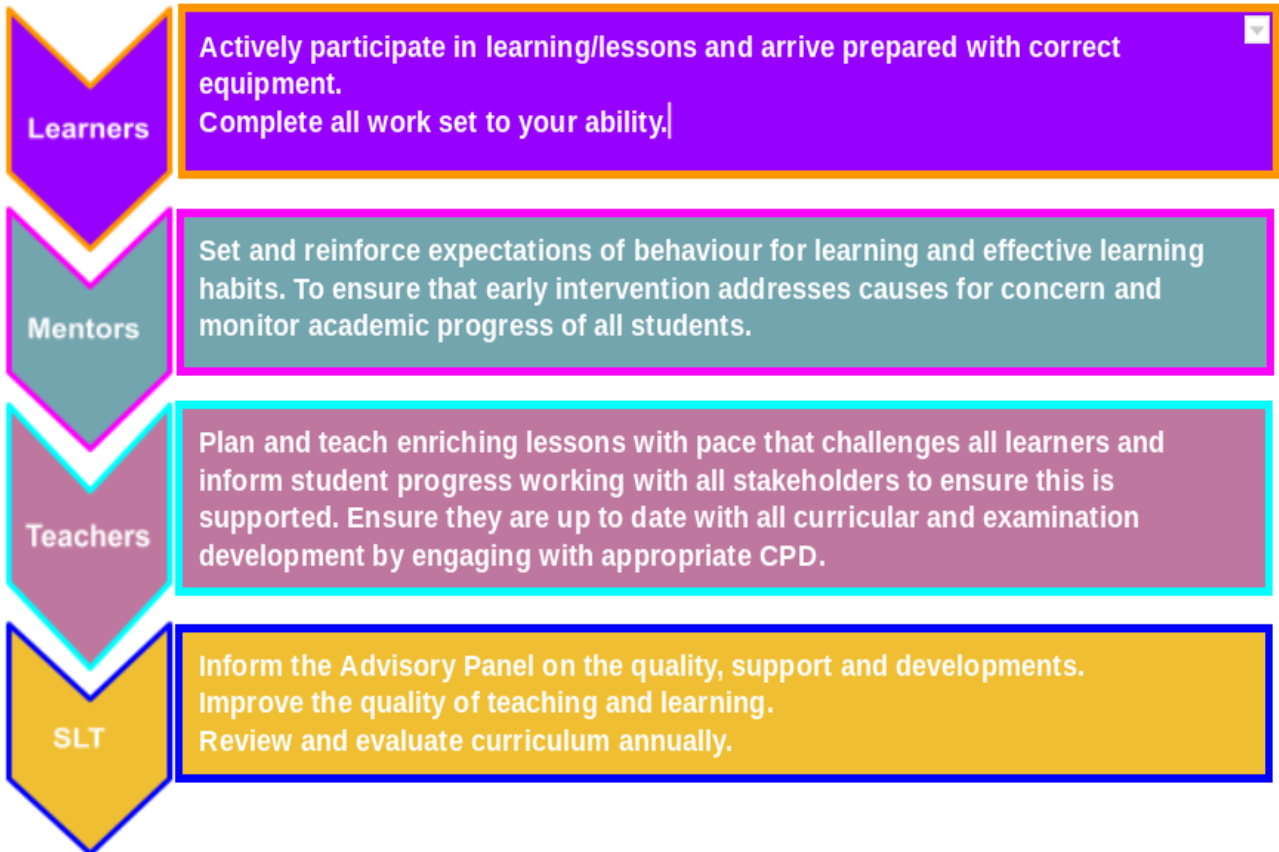 Learners
Actively participate in learning/lessons and arrive prepared with correct
equipment.
Complete all work set to your ability.
Mentors
Set and reinforce expectations of behaviour for learning and effective learning
habits. To ensure that early intervention addresses causes for concern and
monitor academic progress of all students.
Teachers
Plan and teach enriching lessons with pace that challenges all learners and
inform student progress working with all stakeholders to ensure this is
supported. Ensure they are up to date with all curricular and examination
development by engaging with appropriate CPD.
SLT
Inform the Advisory Panel on the quality, support and developments.
Improve the quality of teaching and learning.
Review and evaluate curriculum annually.